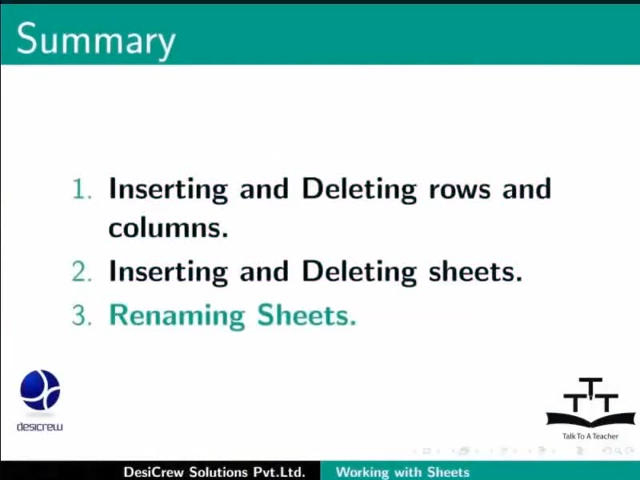 Summary
1. Inserting and Deleting rows and
columns.
2. Inserting and Deleting sheets.
3. Renaming Sheets.
desicrew
TTT
Talk To A Teacher
DesiCrew Solutions Pvt.Ltd. Working with Sheets